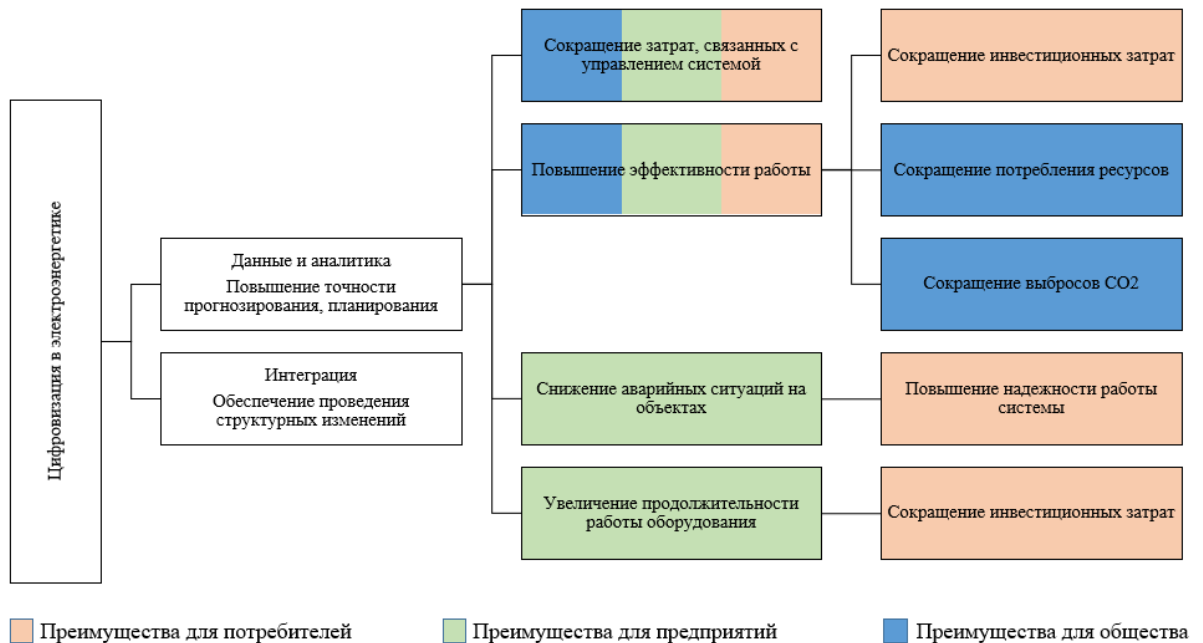 Цифровизация в электроэнергетике
Данные и аналитика
Повышение точности
прогнозирования, планирования
Интеграция
Обеспечение проведения
структурных изменений
Сокращение затрат, связанных с
управлением системой
Повышение эффективности работы
Снижение аварийных ситуаций на
объектах
Увеличение продолжительности
работы оборудования
Сокращение инвестиционных затрат
Сокращение потребления ресурсов
Сокращение выбросов СО2
Повышение надежности работы
системы
Сокращение инвестиционных затрат
Преимущества для потребителей
Преимущества для предприятий
Преимущества для общества